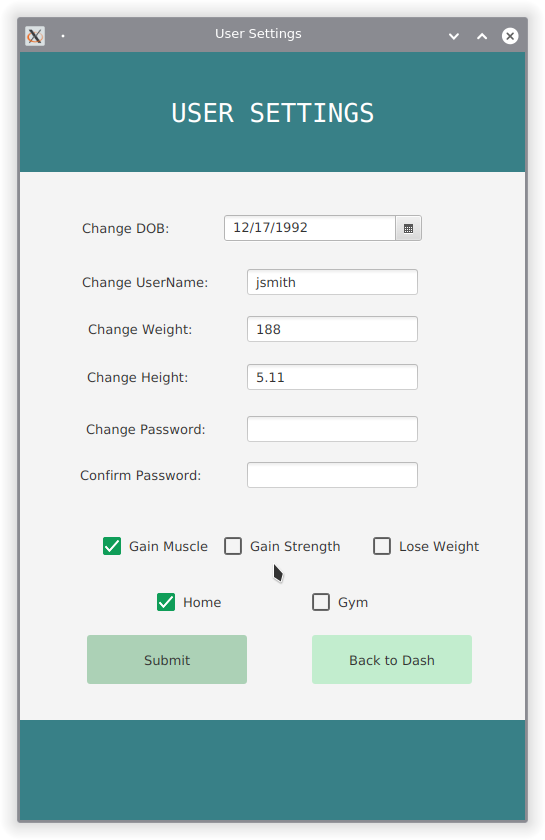 User Settings
USER SETTINGS
Change DOB: 12/17/1992
Change UserName: jsmith
Change Weight: 188
Change Height: 5.11
Change Password:
Confirm Password:
Gain Muscle Gain Strength Lose Weight
Home Gym
Submit Back to Dash